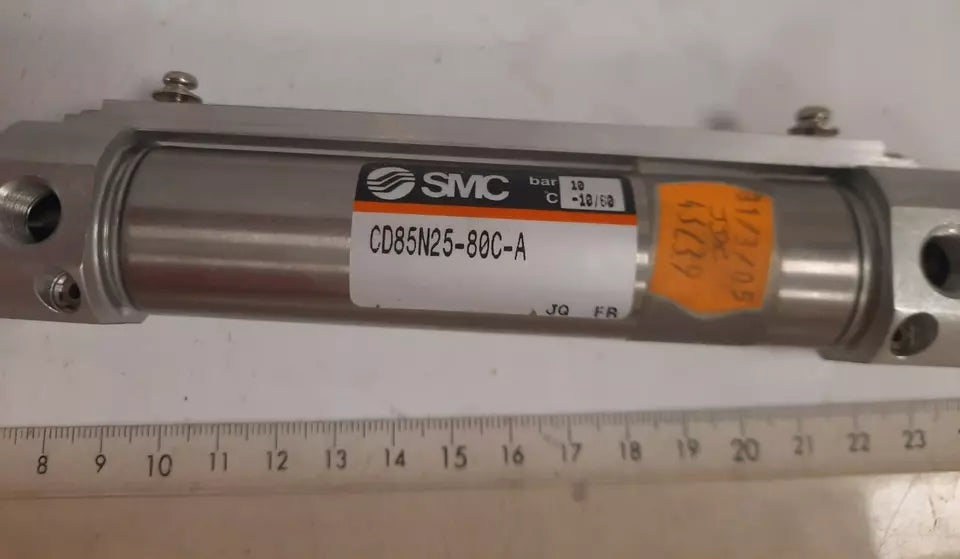 SMC
bar 10
°C -10/60
CD85N25-80C-A
JQ FR
31/3/05
43239
8 9 10 11 12 13 14 15 16 17 18 19 20 21 22 23